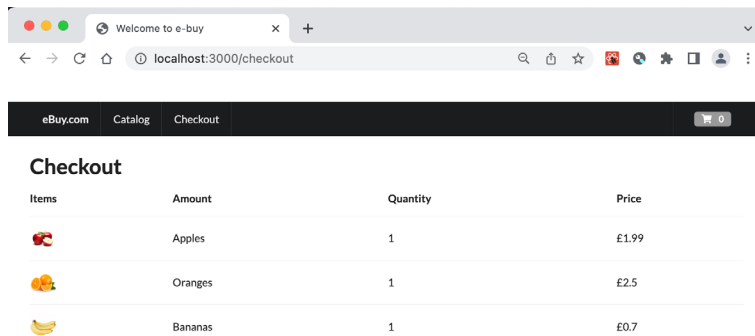 Welcome to e-buy
localhost:3000/checkout
eBuy.com Catalog Checkout 0
Checkout
Items Amount Quantity Price
Apples 1 £1.99
Oranges 1 £2.5
Bananas 1 £0.7